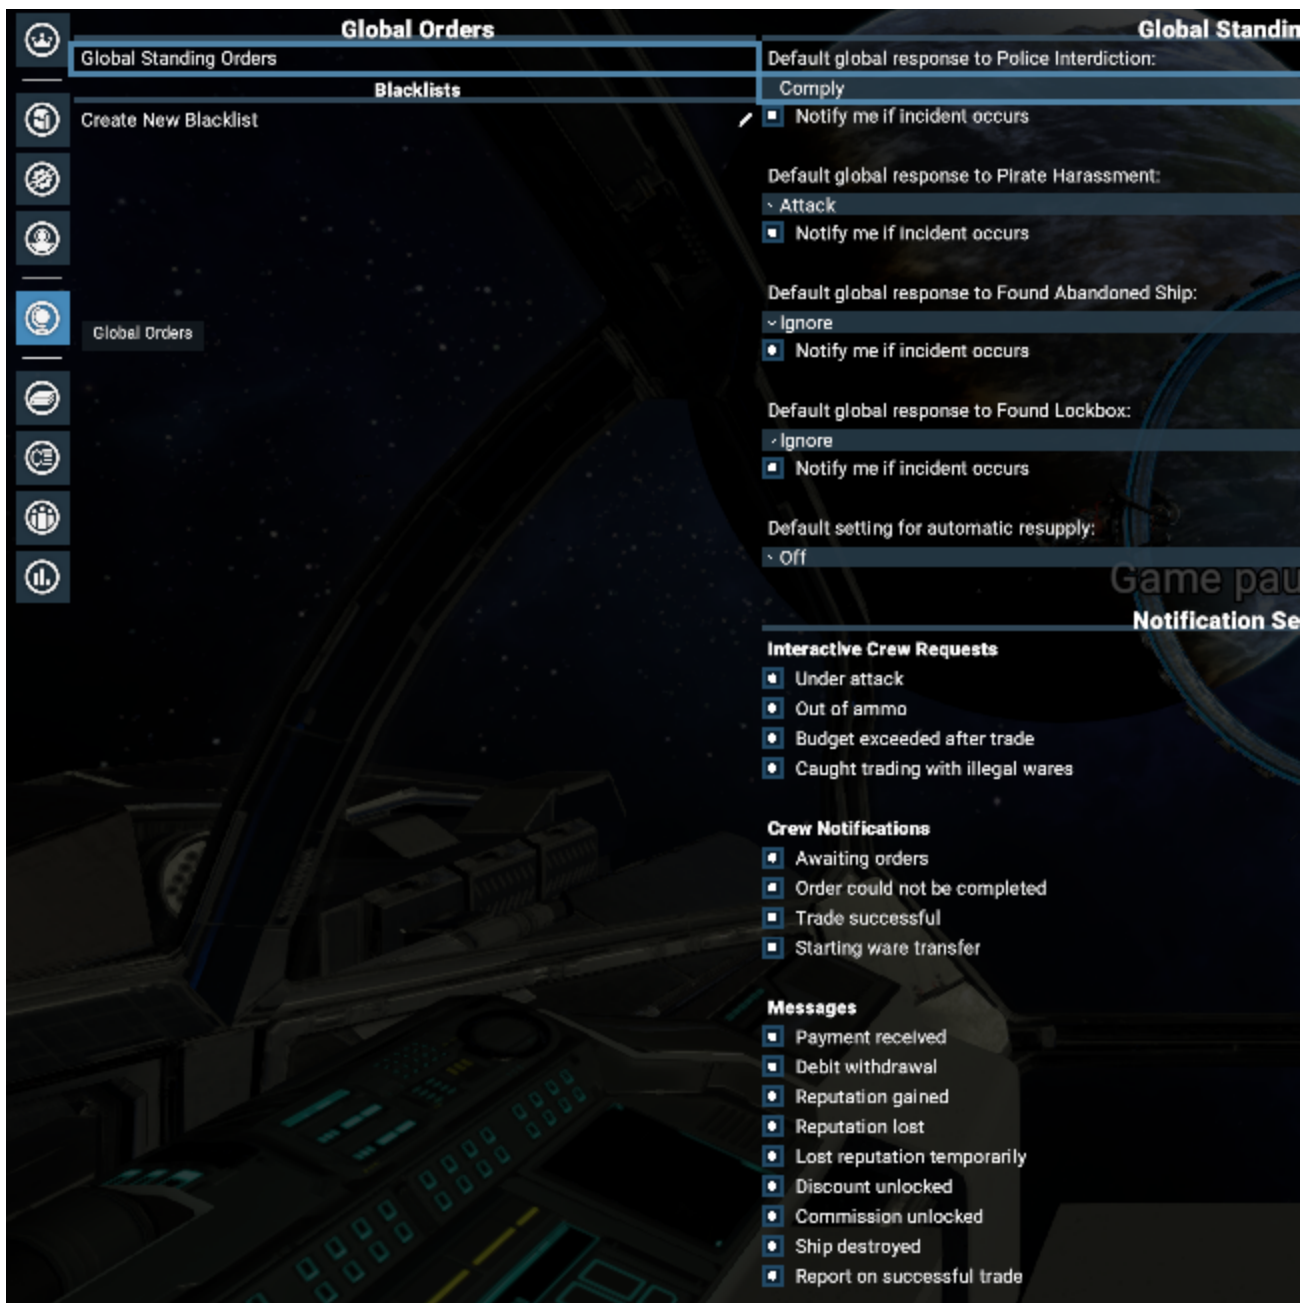 Global Orders
Global Standing Orders
Blacklists
Create New Blacklist
Global Orders
Global Standin
Default global response to Police Interdiction:
Comply
Notify me if incident occurs
Default global response to Pirate Harassment:
Attack
Notify me if incident occurs
Default global response to Found Abandoned Ship:
Ignore
Notify me if incident occurs
Default global response to Found Lockbox:
Ignore
Notify me if incident occurs
Default setting for automatic resupply:
Off
Game pau
Notification Se
Interactive Crew Requests
Under attack
Out of ammo
Budget exceeded after trade
Caught trading with illegal wares
Crew Notifications
Awaiting orders
Order could not be completed
Trade successful
Starting ware transfer
Messages
Payment received
Debit withdrawal
Reputation gained
Reputation lost
Lost reputation temporarily
Discount unlocked
Commission unlocked
Ship destroyed
Report on successful trade